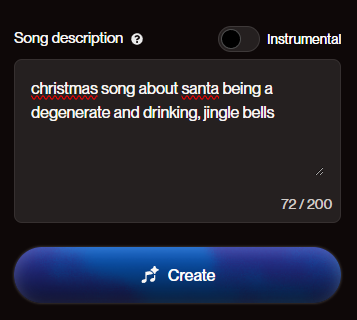 Song description ? Instrumental
christmas song about santa being a
degenerate and drinking, jingle bells
72 / 200
Create